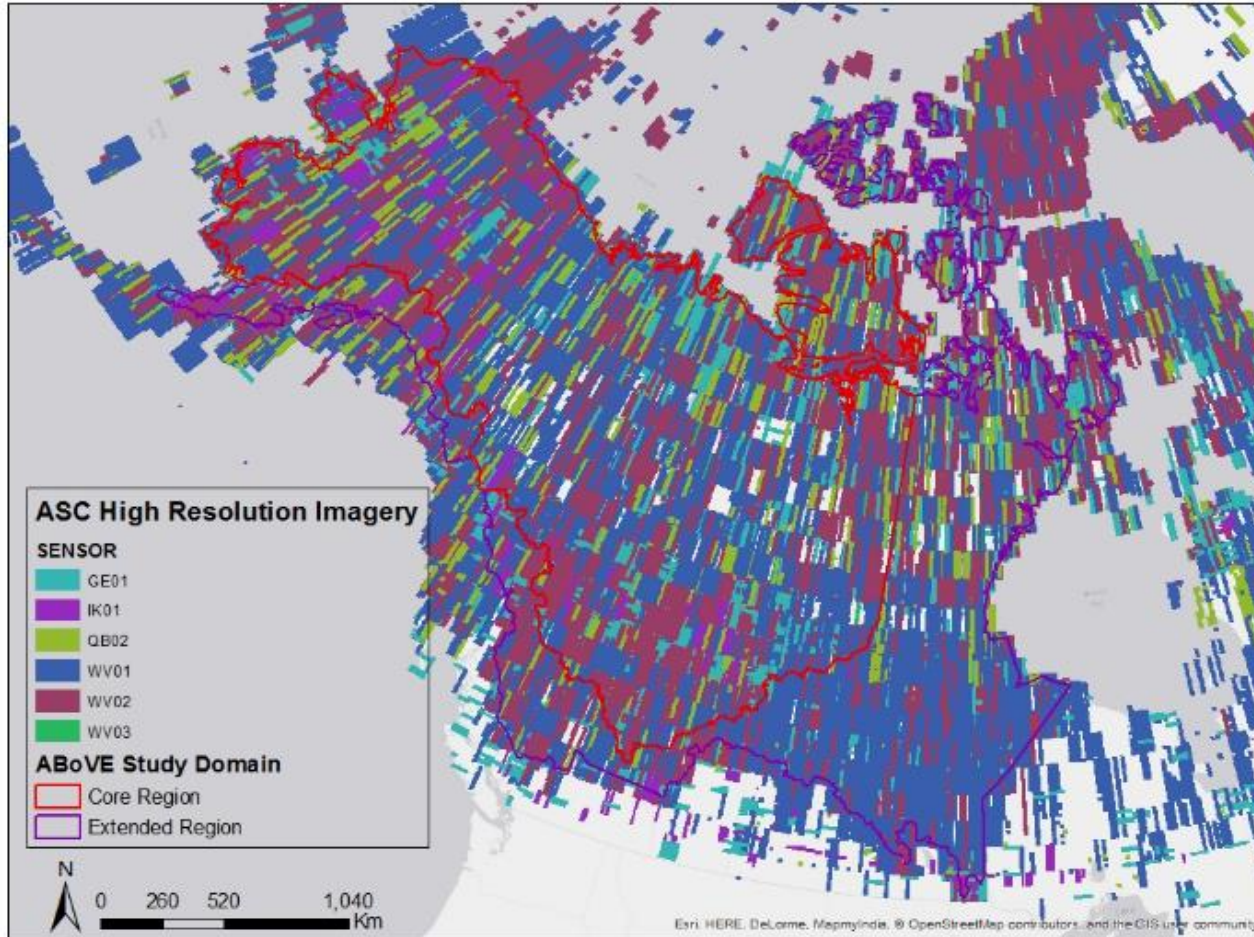 ASC High Resolution Imagery
SENSOR
GE01
IK01
QB02
WV01
WV02
WV03
ABoVE Study Domain
Core Region
Extended Region
N
0 260 520 1,040
Km
Esri, HERE, DeLorme, MapmyIndia, © OpenStreetMap contributors, and the GIS user community